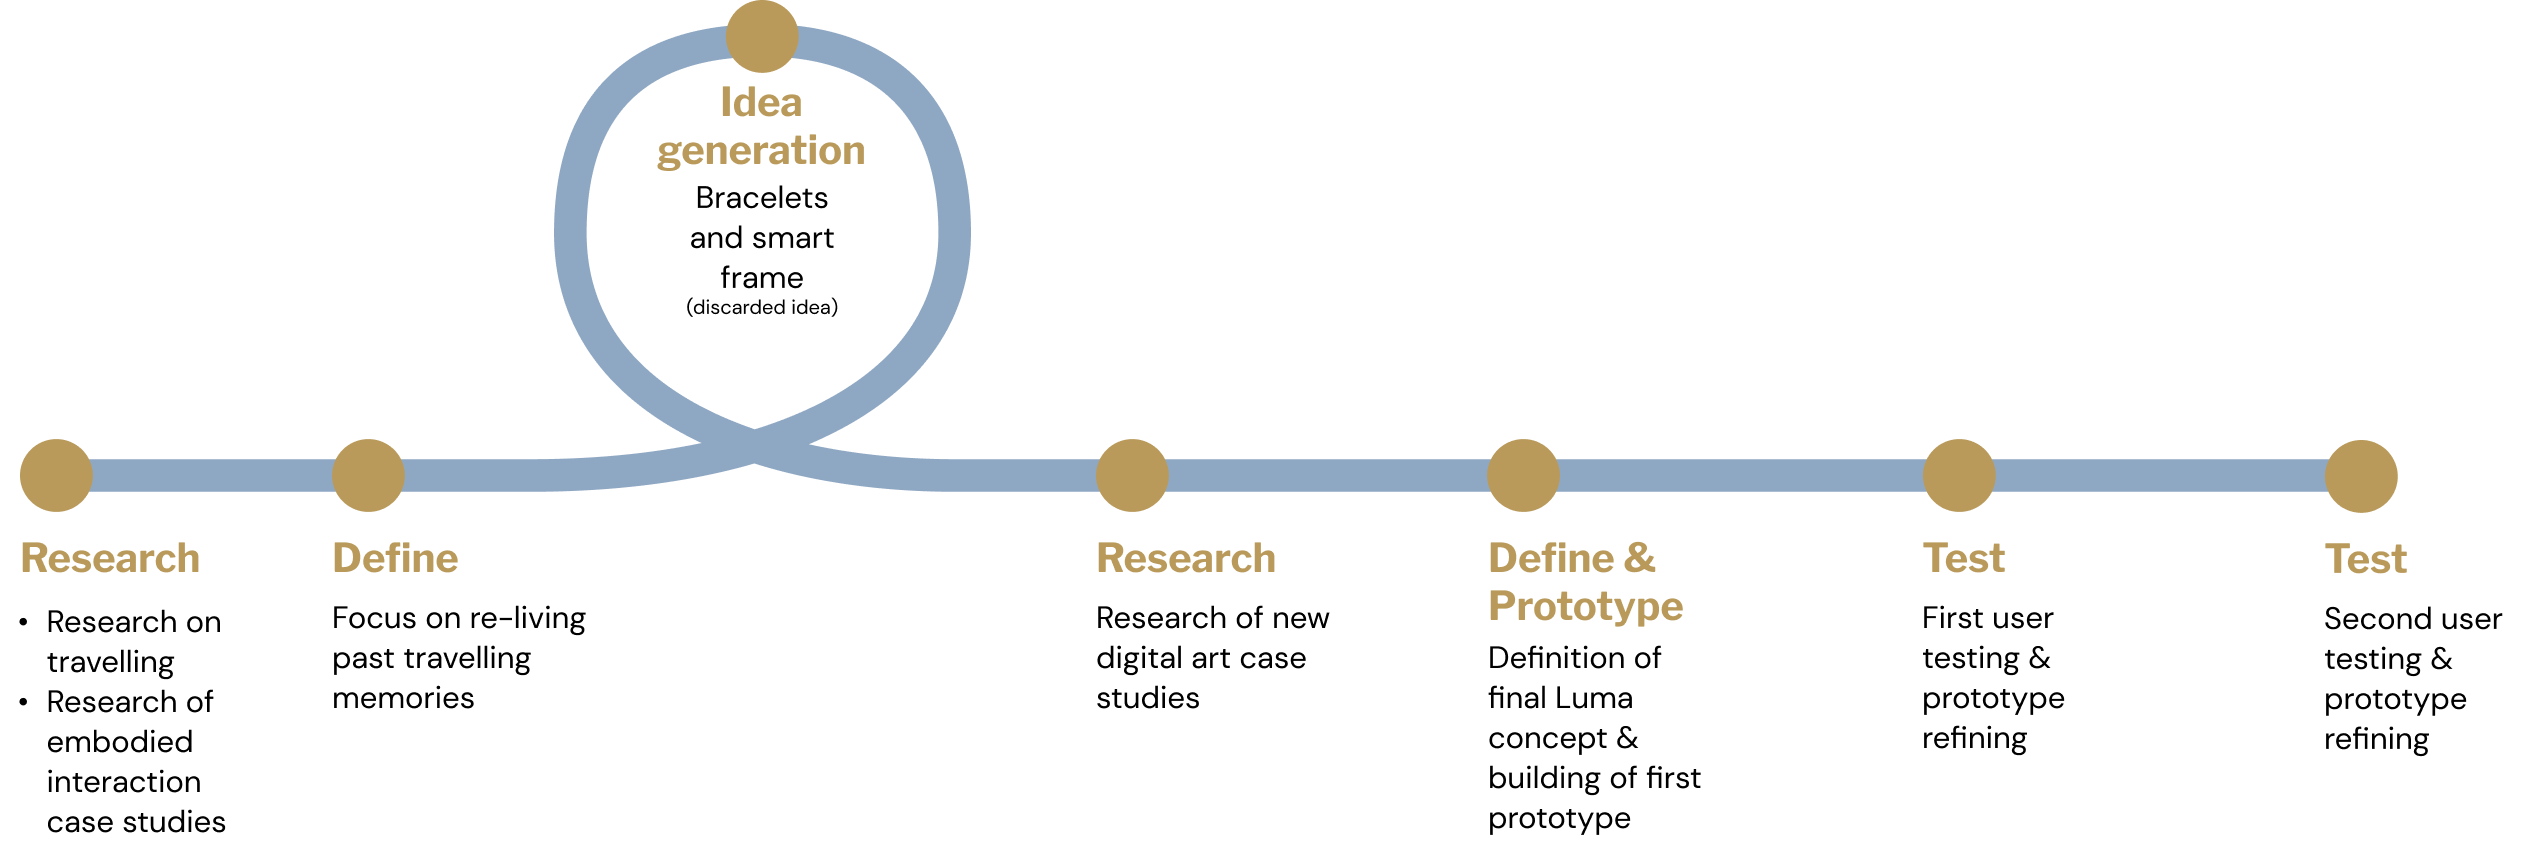 Idea
generation
Bracelets
and smart
frame
(discarded idea)
Research
• Research on
travelling
• Research of
embodied
interaction
case studies
Define
Focus on re-living
past travelling
memories
Research
Research of new
digital art case
studies
Define &
Prototype
Definition of
final Luma
concept &
building of first
prototype
Test
First user
testing &
prototype
refining
Test
Second user
testing &
prototype
refining